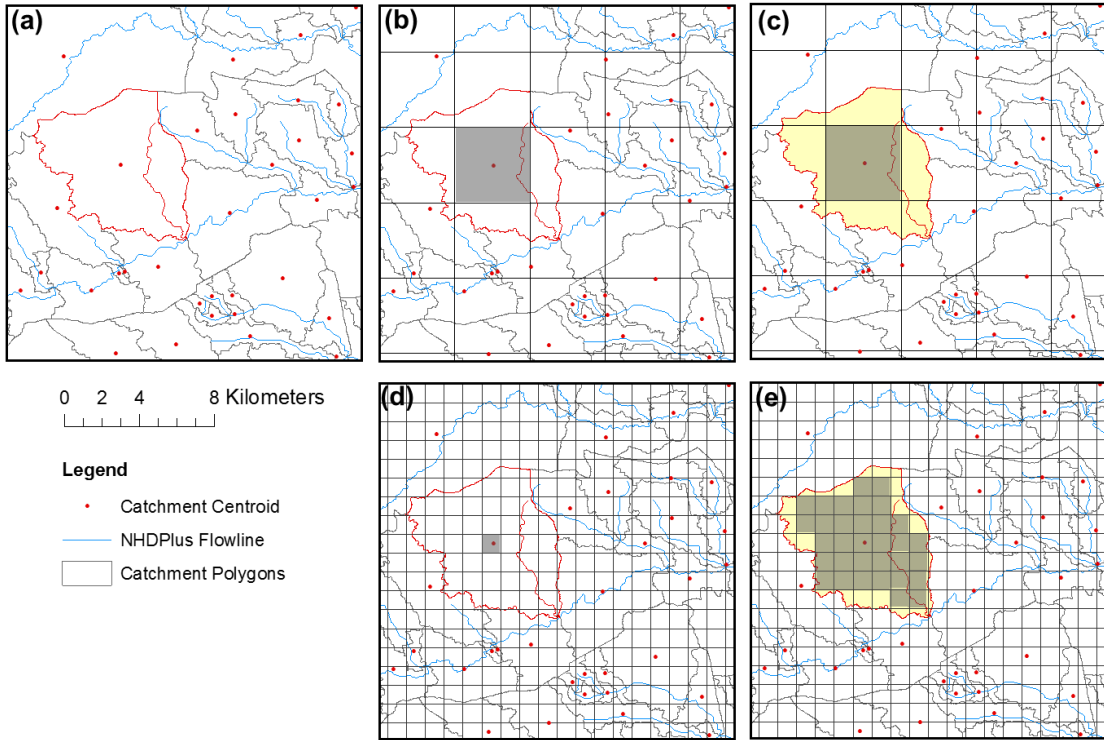 (a)
(b)
(c)
0 2 4 8 Kilometers
(d)
(e)
Legend
Catchment Centroid
NHDPlus Flowline
Catchment Polygons